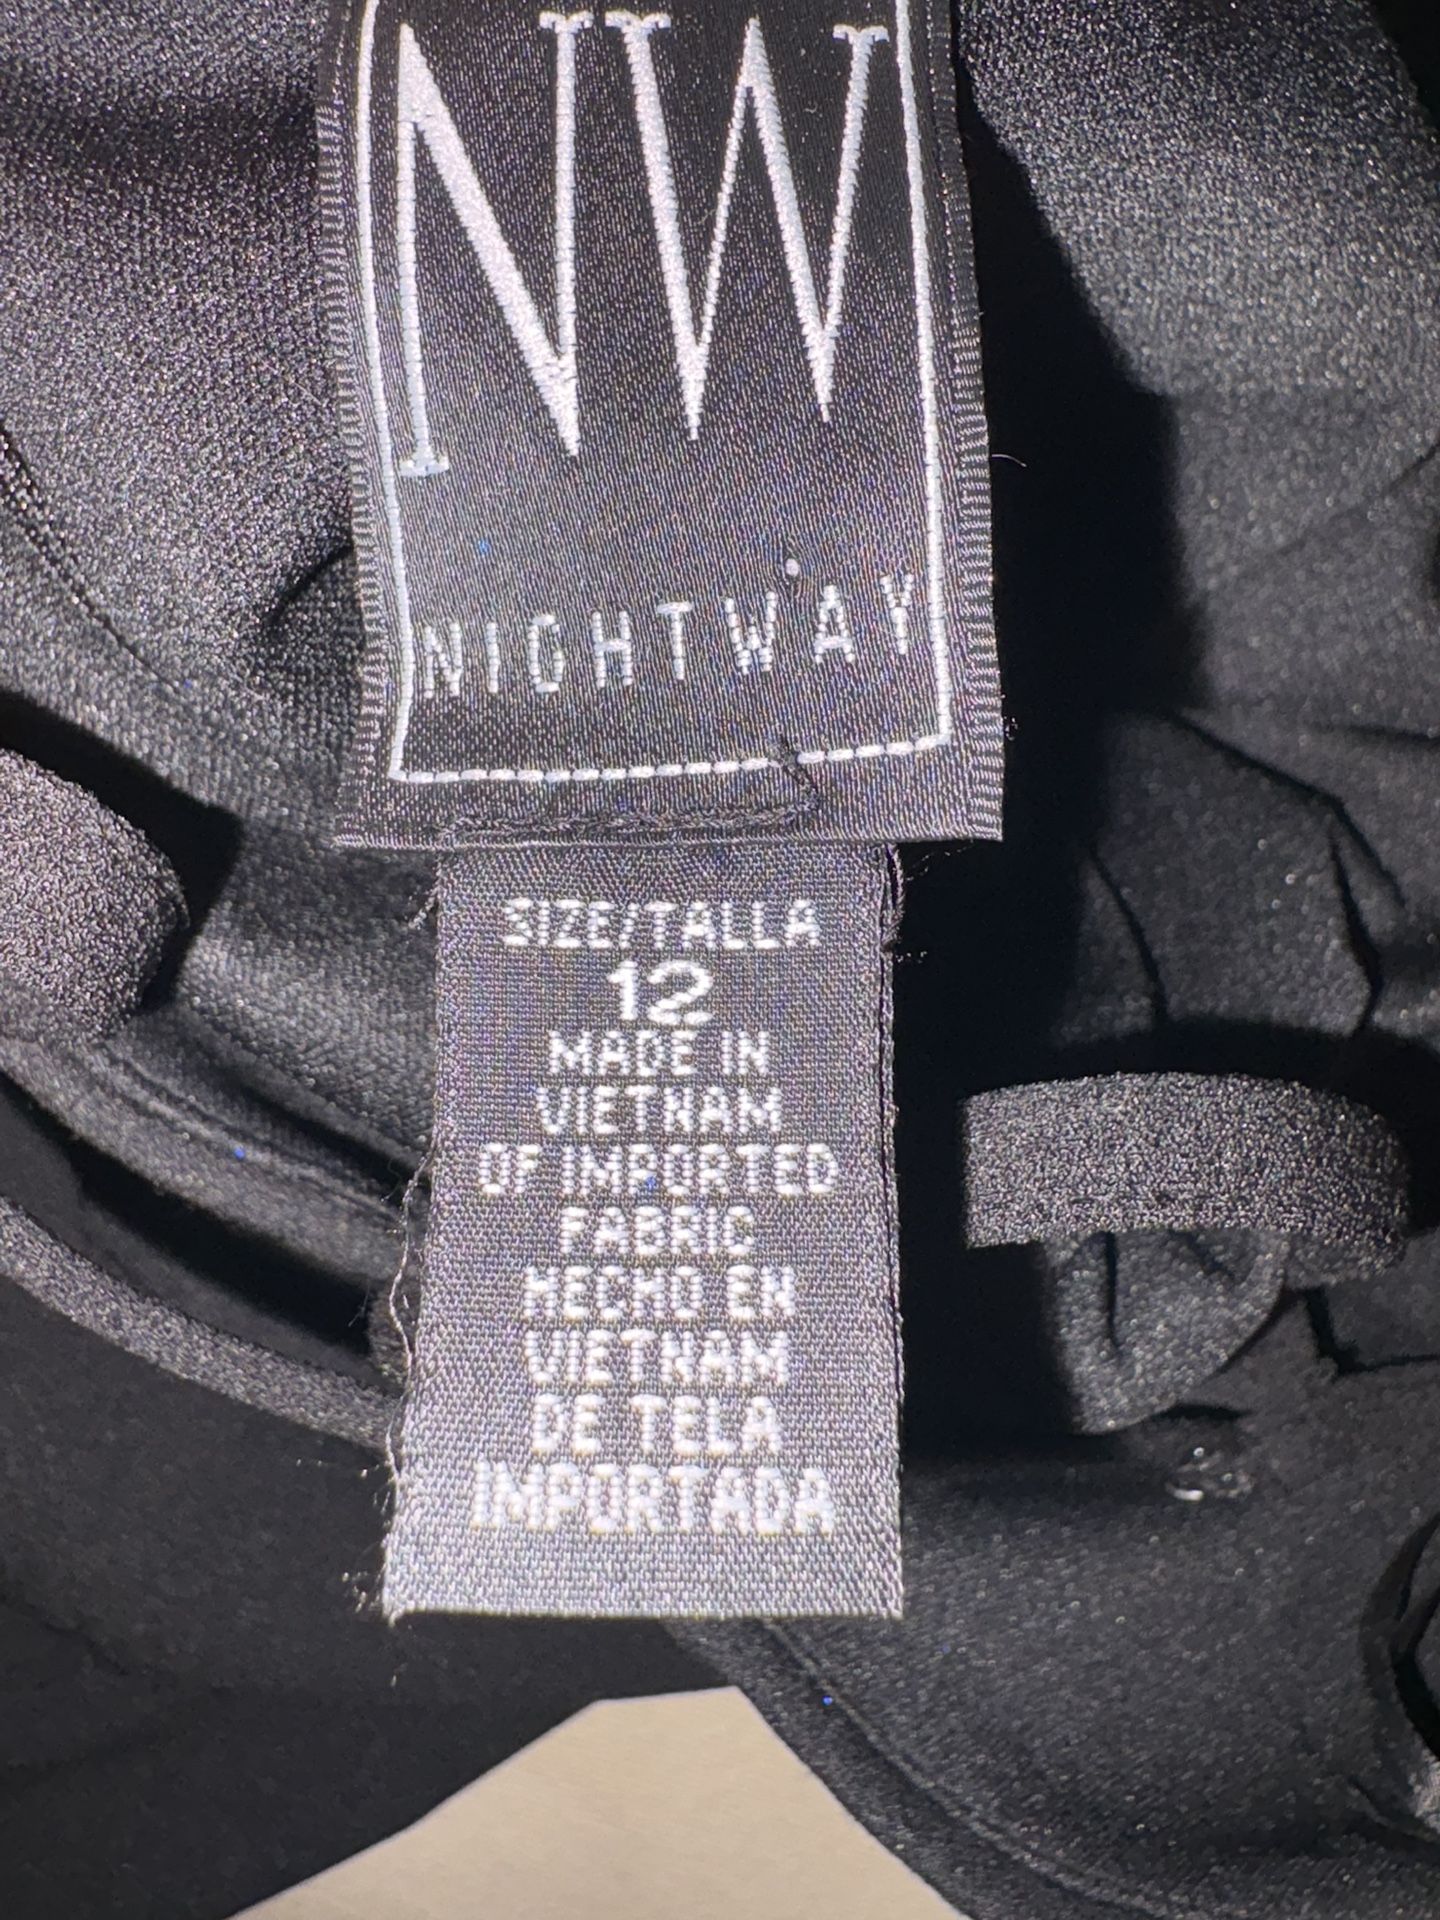 NW
NIGHTWAY
SIZE/TALLA
12
MADE IN
VIETNAM
OF IMPORTED
FABRIC
HECHO EN
VIETNAM
DE TELA
IMPORTADA